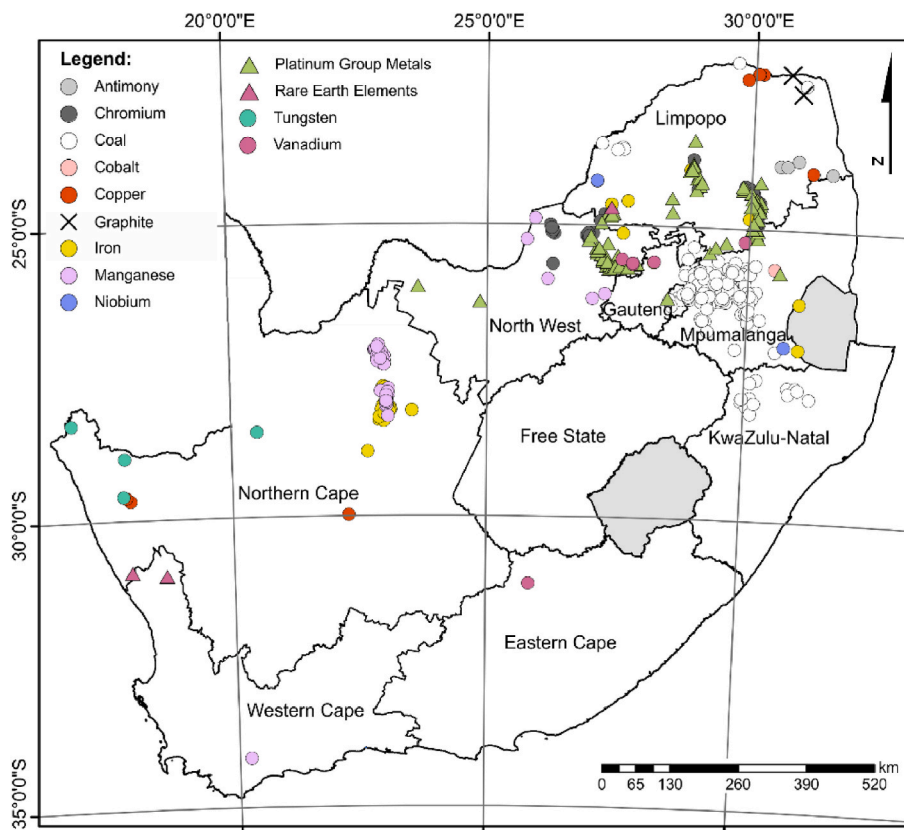 20°0'0"E
25°0'0"E
30°0'0"E
Legend:
Antimony
Chromium
Coal
Cobalt
Copper
Graphite
Iron
Manganese
Niobium
Platinum Group Metals
Rare Earth Elements
Tungsten
Vanadium
N
Limpopo
25°0'0"S
North West
Gauteng
Mpumalanga
Free State
KwaZulu-Natal
Northern Cape
30°0'0"S
Eastern Cape
Western Cape
km
0 65 130 260 390 520
35°0'0"S